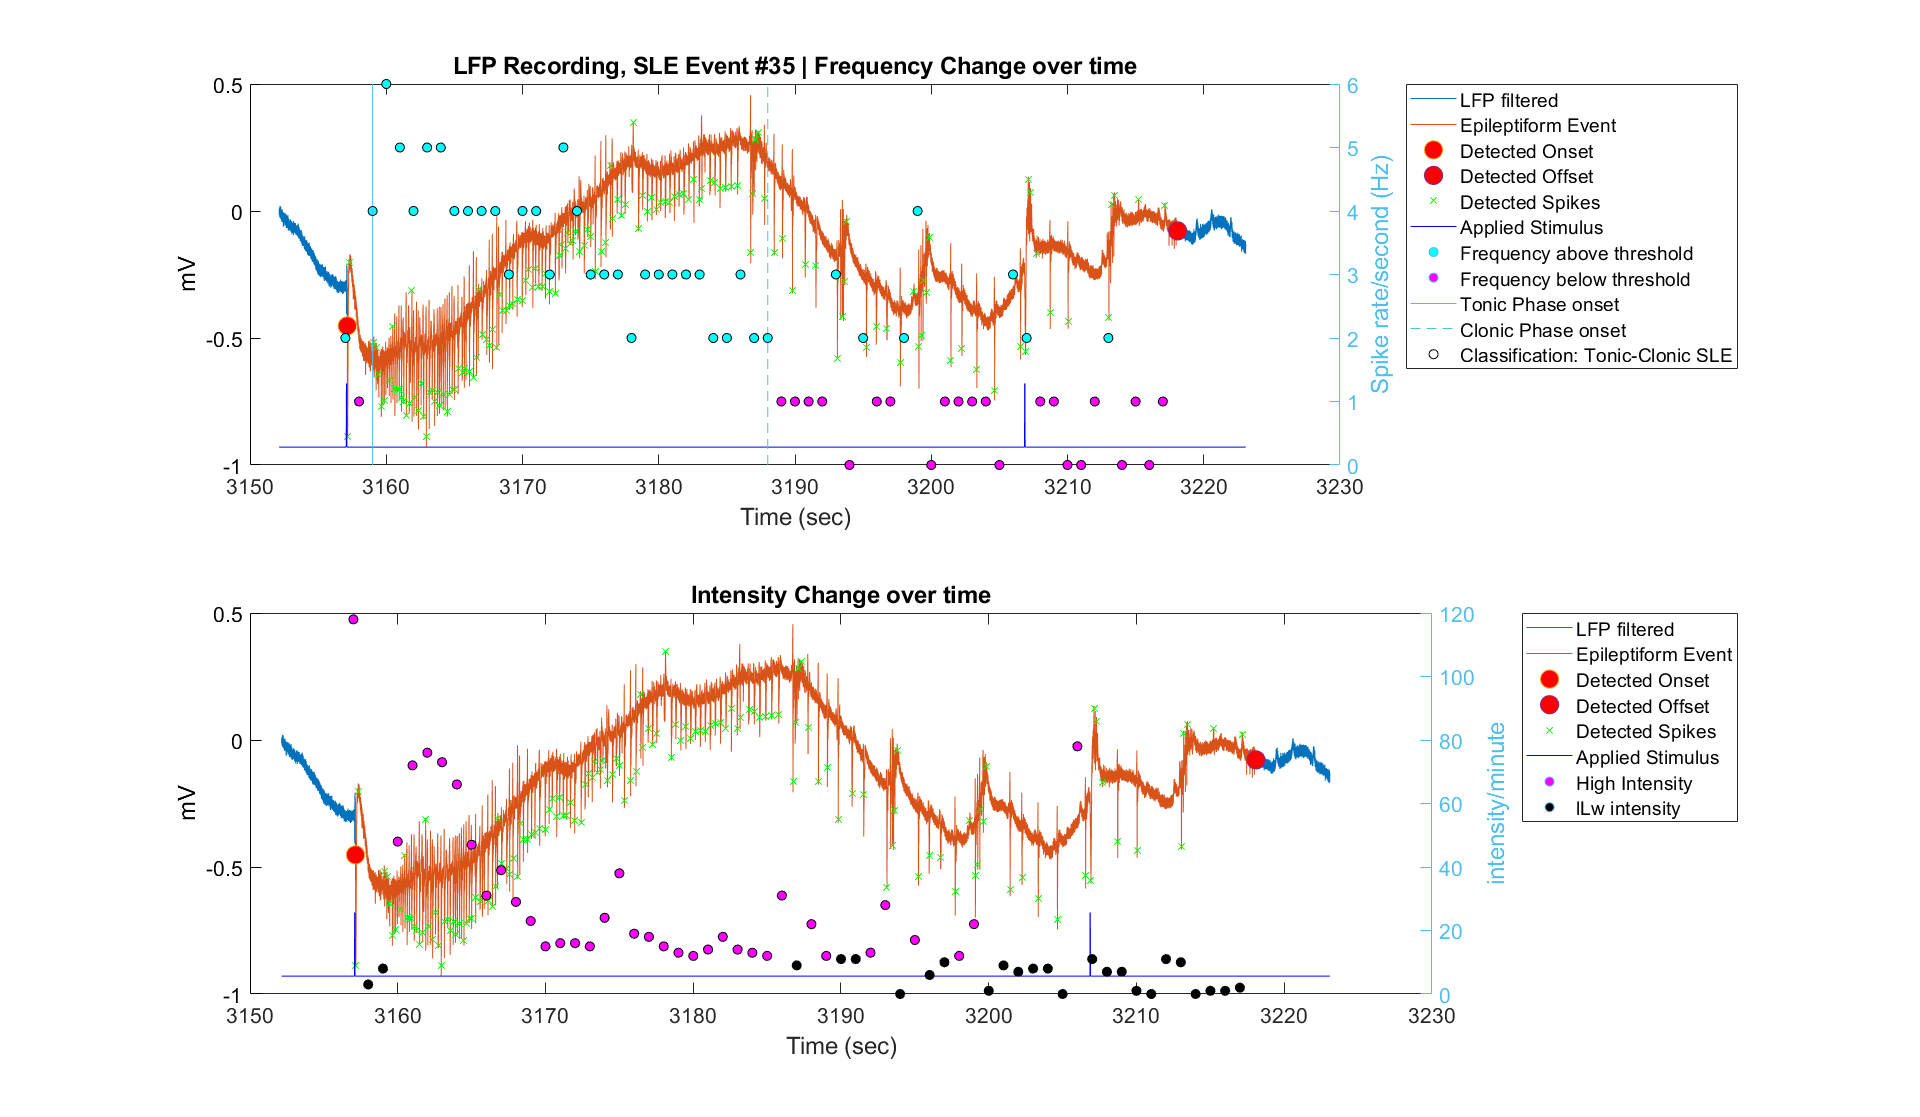 LFP Recording, SLE Event #35 | Frequency Change over time
0.5
0
-0.5
-1
mV
3150
3160
3170
3180
3190
3200
3210
3220
3230
Time (sec)
6
5
4
3
2
1
0
Spike rate/second (Hz)
LFP filtered
Epileptiform Event
Detected Onset
Detected Offset
Detected Spikes
Applied Stimulus
Frequency above threshold
Frequency below threshold
Tonic Phase onset
Clonic Phase onset
Classification: Tonic-Clonic SLE
Intensity Change over time
0.5
0
-0.5
-1
mV
3150
3160
3170
3180
3190
3200
3210
3220
3230
Time (sec)
120
100
80
60
40
20
0
intensity/minute
LFP filtered
Epileptiform Event
Detected Onset
Detected Offset
Detected Spikes
Applied Stimulus
High Intensity
lLw intensity